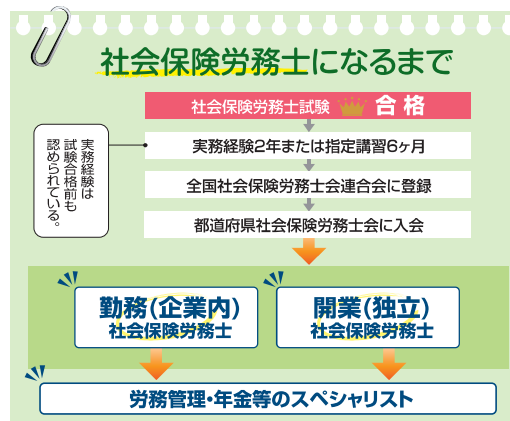 社会保険労務士になるまで
社会保険労務士試験 合格
実務経験は
試験合格前も
認められている。
実務経験2年または指定講習6ヶ月
全国社会保険労務士会連合会に登録
都道府県社会保険労務士会に入会
勤務(企業内)
社会保険労務士
開業(独立)
社会保険労務士
労務管理・年金等のスペシャリスト